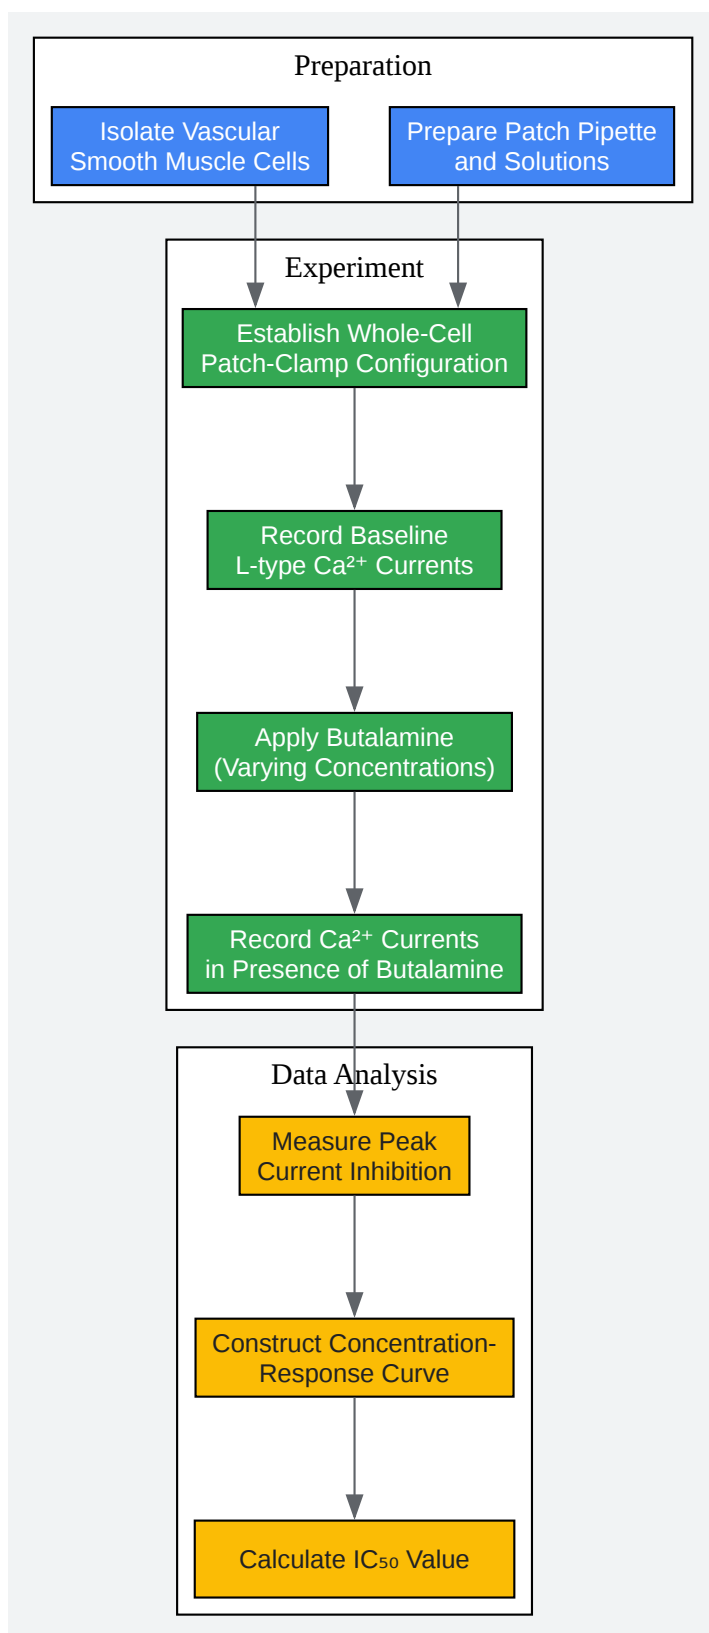 Preparation
Isolate Vascular
Smooth Muscle Cells
Prepare Patch Pipette
and Solutions
Experiment
Establish Whole-Cell
Patch-Clamp Configuration
Record Baseline
L-type Ca²⁺ Currents
Apply Butalamine
(Varying Concentrations)
Record Ca²⁺ Currents
in Presence of Butalamine
Data Analysis
Measure Peak
Current Inhibition
Construct Concentration-
Response Curve
Calculate IC₅₀ Value